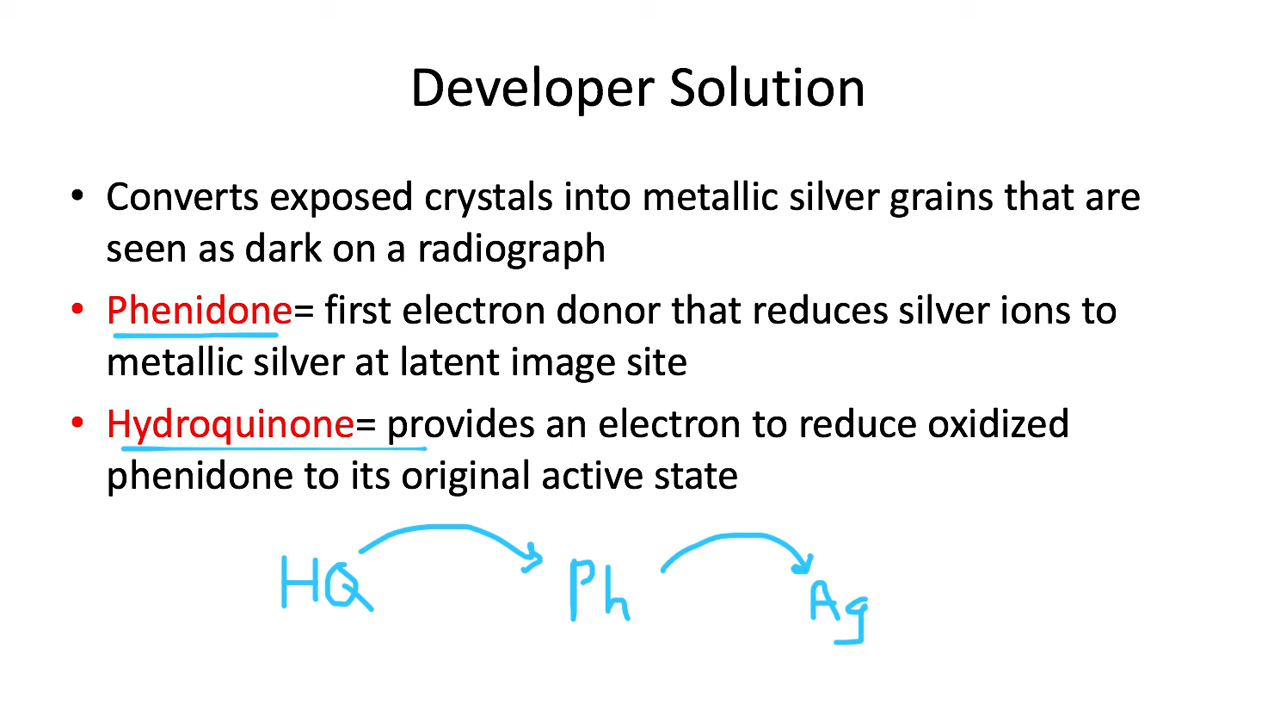 Developer Solution
• Converts exposed crystals into metallic silver grains that are
seen as dark on a radiograph
• Phenidone= first electron donor that reduces silver ions to
metallic silver at latent image site
• Hydroquinone= provides an electron to reduce oxidized
phenidone to its original active state
HQ Ph Ag